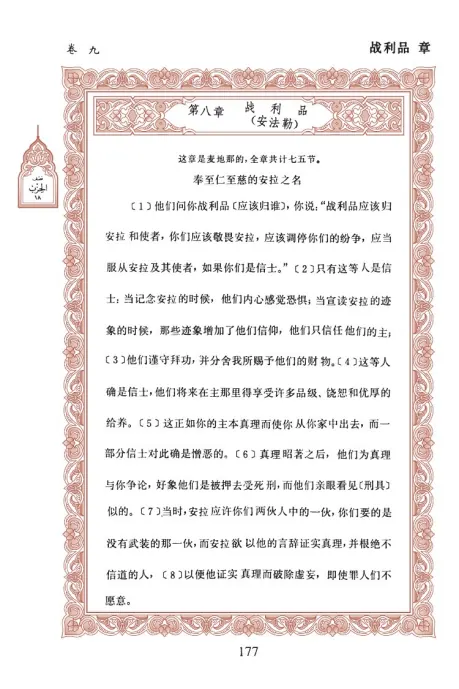 卷 九
战利品 章
第八章 战利品
(安法勒)
نصف
الحزب
١٨
这章是麦地那的，全章共计七五节。
奉至仁至慈的安拉之名
〔1〕他们问你战利品〔应该归谁〕，你说：“战利品应该归
安拉和使者，你们应该敬畏安拉，应该调停你们的纷争，应当
服从安拉及其使者，如果你们是信士。”〔2〕只有这等人是信
士；当记念安拉的时候，他们内心感觉恐惧；当宣读安拉的迹
象的时候，那些迹象增加了他们信仰，他们只信任他们的主；
〔3〕他们谨守拜功，并分舍我所赐予他们的财物。〔4〕这等人
确是信士，他们将来在主那里得享受许多品级、饶恕和优厚的
给养。〔5〕这正如你的主本真理而使你从你家中出去，而一
部分信士对此确是憎恶的。〔6〕真理昭著之后，他们为真理
与你争论，好象他们是被押去受死刑，而他们亲眼看见〔刑具〕
似的。〔7〕当时，安拉应许你们两伙人中的一伙，你们要的是
没有武装的那一伙，而安拉欲以他的言辞证实真理，并根绝不
信道的人，〔8〕以便他证实真理而破除虚妄，即使罪人们不
愿意。
177